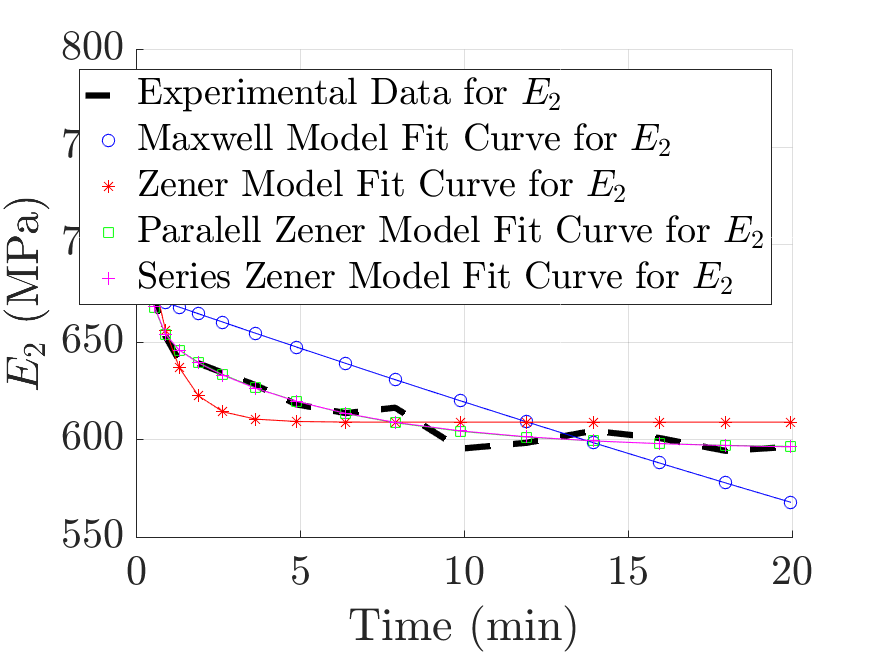 800
Experimental Data for E2
Maxwell Model Fit Curve for E2
7
Zener Model Fit Curve for E2
Paralell Zener Model Fit Curve for E2
7
Series Zener Model Fit Curve for E2
E2 (MPa)
650
600
550
0 5 10 15 20
Time (min)